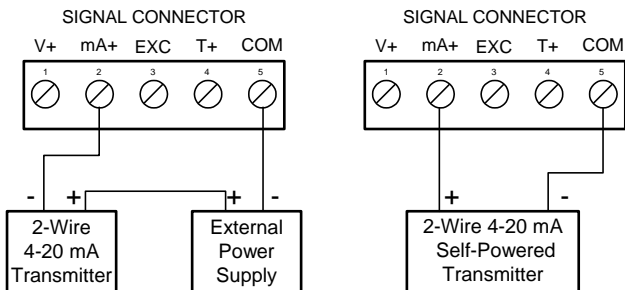 SIGNAL CONNECTOR
V+ mA+ EXC T+ COM
1 2 3 4 5
- + + -
2-Wire
4-20 mA
Transmitter
External
Power
Supply
SIGNAL CONNECTOR
V+ mA+ EXC T+ COM
1 2 3 4 5
+ -
2-Wire 4-20 mA
Self-Powered
Transmitter